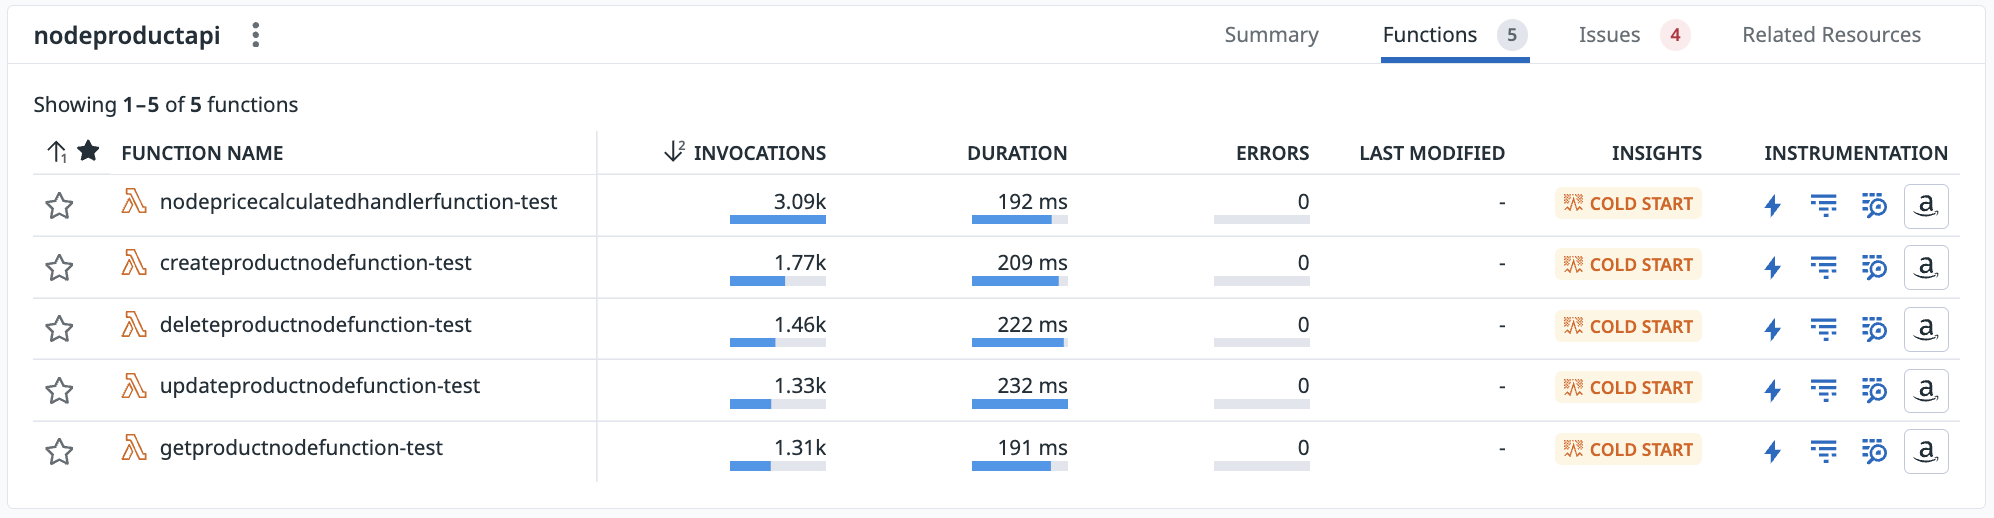 nodeproductapi Summary Functions 5 Issues 4 Related Resources
Showing 1–5 of 5 functions
1 FUNCTION NAME 2 INVOCATIONS DURATION ERRORS LAST MODIFIED INSIGHTS INSTRUMENTATION
nodepricecalculatedhandlerfunction-test 3.09k 192 ms 0 - COLD START a
createproductnodefunction-test 1.77k 209 ms 0 - COLD START a
deleteproductnodefunction-test 1.46k 222 ms 0 - COLD START a
updateproductnodefunction-test 1.33k 232 ms 0 - COLD START a
getproductnodefunction-test 1.31k 191 ms 0 - COLD START a